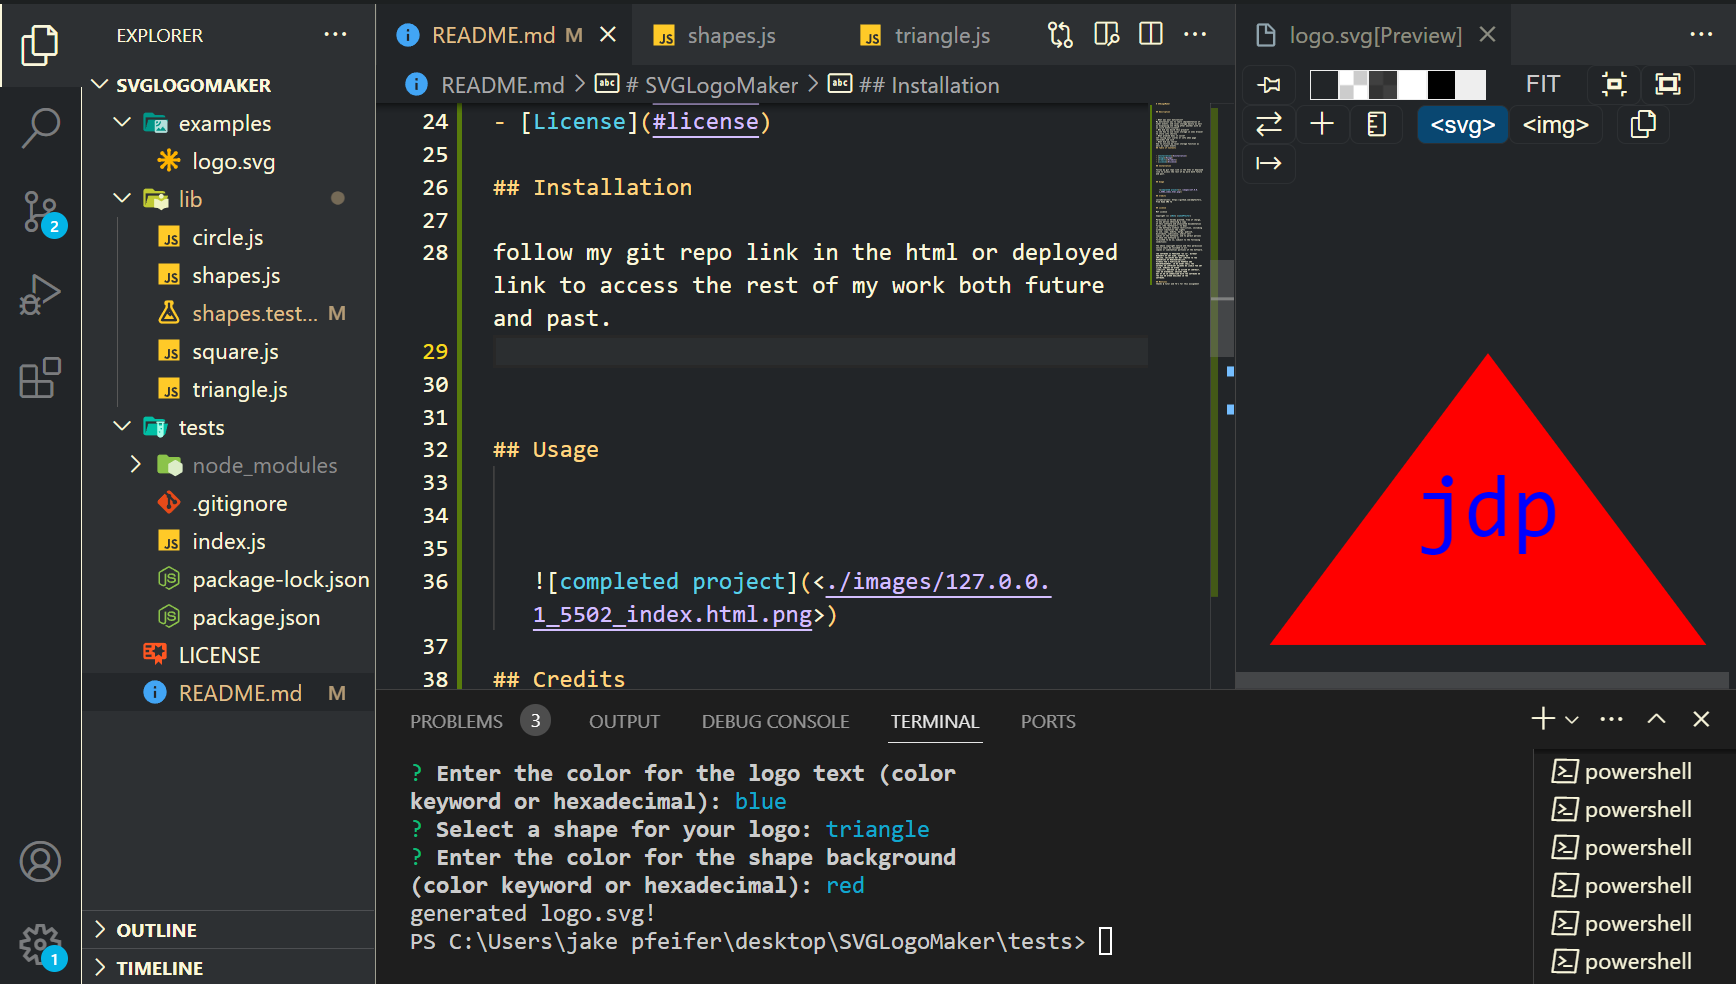 EXPLORER
SVGLOGOMAKER
examples
logo.svg
lib
circle.js
shapes.js
shapes.test... M
square.js
triangle.js
tests
node_modules
.gitignore
index.js
package-lock.json
package.json
LICENSE
README.md M
OUTLINE
TIMELINE
2
1
README.md M
shapes.js
triangle.js
README.md > # SVGLogoMaker > ## Installation
24 - [License](#license)
25
26 ## Installation
27
28 follow my git repo link in the html or deployed
link to access the rest of my work both future
and past.
29
30
31
32 ## Usage
33
34
35
36 ![completed project](<./images/127.0.0.
1_5502_index.html.png>)
37
38 ## Credits
logo.svg[Preview]
FIT
<svg> <img>
jdp
PROBLEMS 3 OUTPUT DEBUG CONSOLE TERMINAL PORTS
? Enter the color for the logo text (color
keyword or hexadecimal): blue
? Select a shape for your logo: triangle
? Enter the color for the shape background
(color keyword or hexadecimal): red
generated logo.svg!
PS C:\Users\jake pfeifer\desktop\SVGLogoMaker\tests>
powershell
powershell
powershell
powershell
powershell
powershell